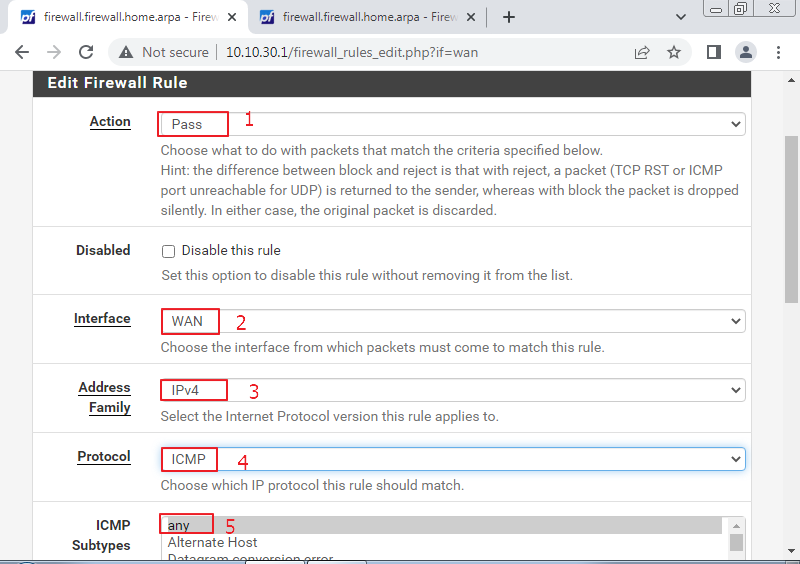 firewall.firewall.home.arpa - Firew
firewall.firewall.home.arpa - Firew
Not secure 10.10.30.1/firewall_rules_edit.php?if=wan
Edit Firewall Rule
Action
Pass
1
Choose what to do with packets that match the criteria specified below.
Hint: the difference between block and reject is that with reject, a packet (TCP RST or ICMP
port unreachable for UDP) is returned to the sender, whereas with block the packet is dropped
silently. In either case, the original packet is discarded.
Disabled
Disable this rule
Set this option to disable this rule without removing it from the list.
Interface
WAN
2
Choose the interface from which packets must come to match this rule.
Address
Family
IPv4
3
Select the Internet Protocol version this rule applies to.
Protocol
ICMP
4
Choose which IP protocol this rule should match.
ICMP
Subtypes
any
5
Alternate Host
Datagram conversion error